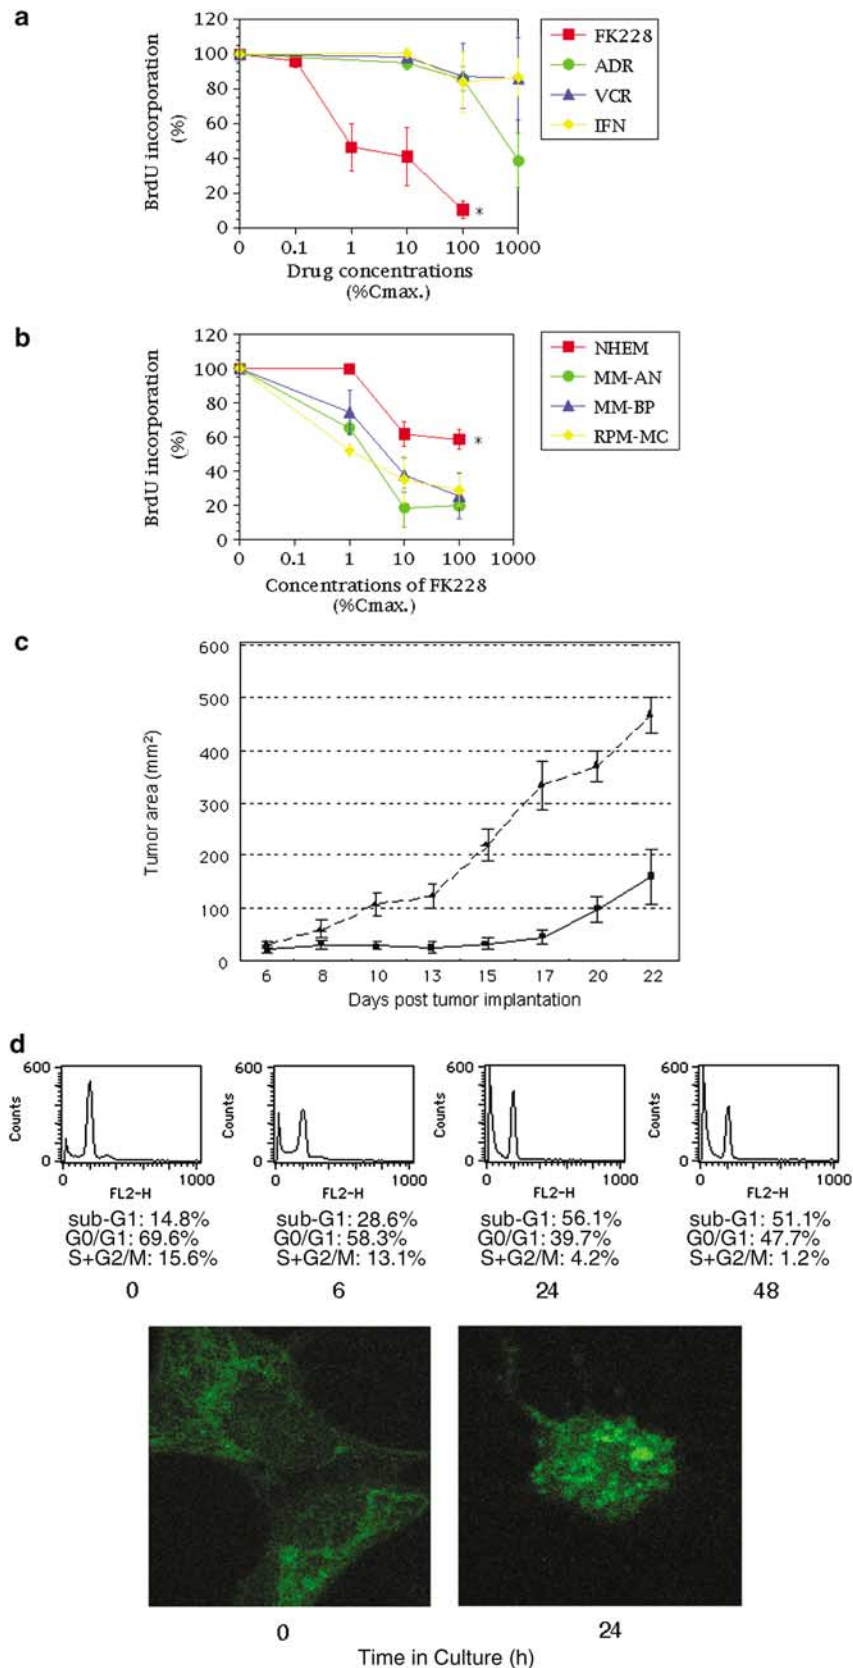 a
120
100
80
60
40
20
0
BrdU incorporation
(%)
0 0.1 1 10 100 1000
Drug concentrations
(%Cmax.)
*
FK228
ADR
VCR
IFN
b
120
100
80
60
40
20
0
BrdU incorporation
(%)
0 0.1 1 10 100 1000
Concentrations of FK228
(%Cmax.)
*
NHEM
MM-AN
MM-BP
RPM-MC
c
600
500
400
300
200
100
0
Tumor area (mm²)
6 8 10 13 15 17 20 22
Days post tumor implantation
d
600 600 600 600
Counts Counts Counts Counts
0 0 0 0
0 1000 0 1000 0 1000 0 1000
FL2-H FL2-H FL2-H FL2-H
sub-G1: 14.8% sub-G1: 28.6% sub-G1: 56.1% sub-G1: 51.1%
G0/G1: 69.6% G0/G1: 58.3% G0/G1: 39.7% G0/G1: 47.7%
S+G2/M: 15.6% S+G2/M: 13.1% S+G2/M: 4.2% S+G2/M: 1.2%
0 6 24 48
0 24
Time in Culture (h)